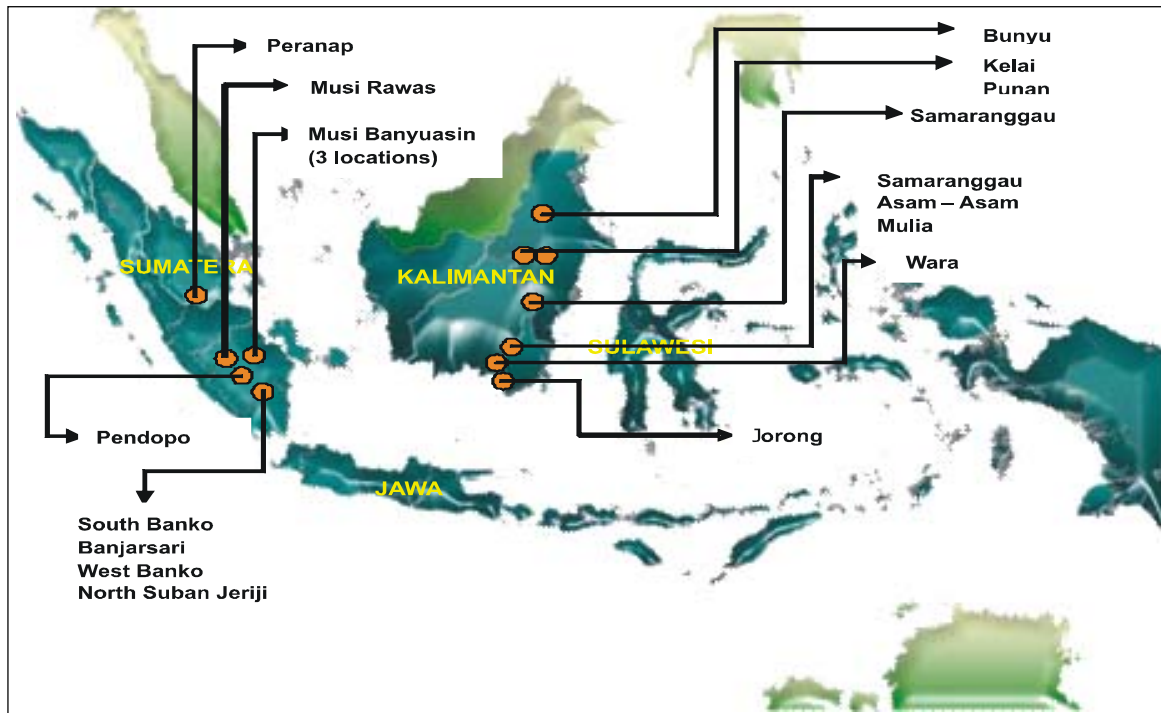 Peranap
Musi Rawas
Musi Banyuasin
(3 locations)
Bunyu
Kelai
Punan
Samaranggau
Samaranggau
Asam – Asam
Mulia
Wara
SUMATERA
KALIMANTAN
SULAWESI
Pendopo
Jorong
JAWA
South Banko
Banjarsari
West Banko
North Suban Jeriji